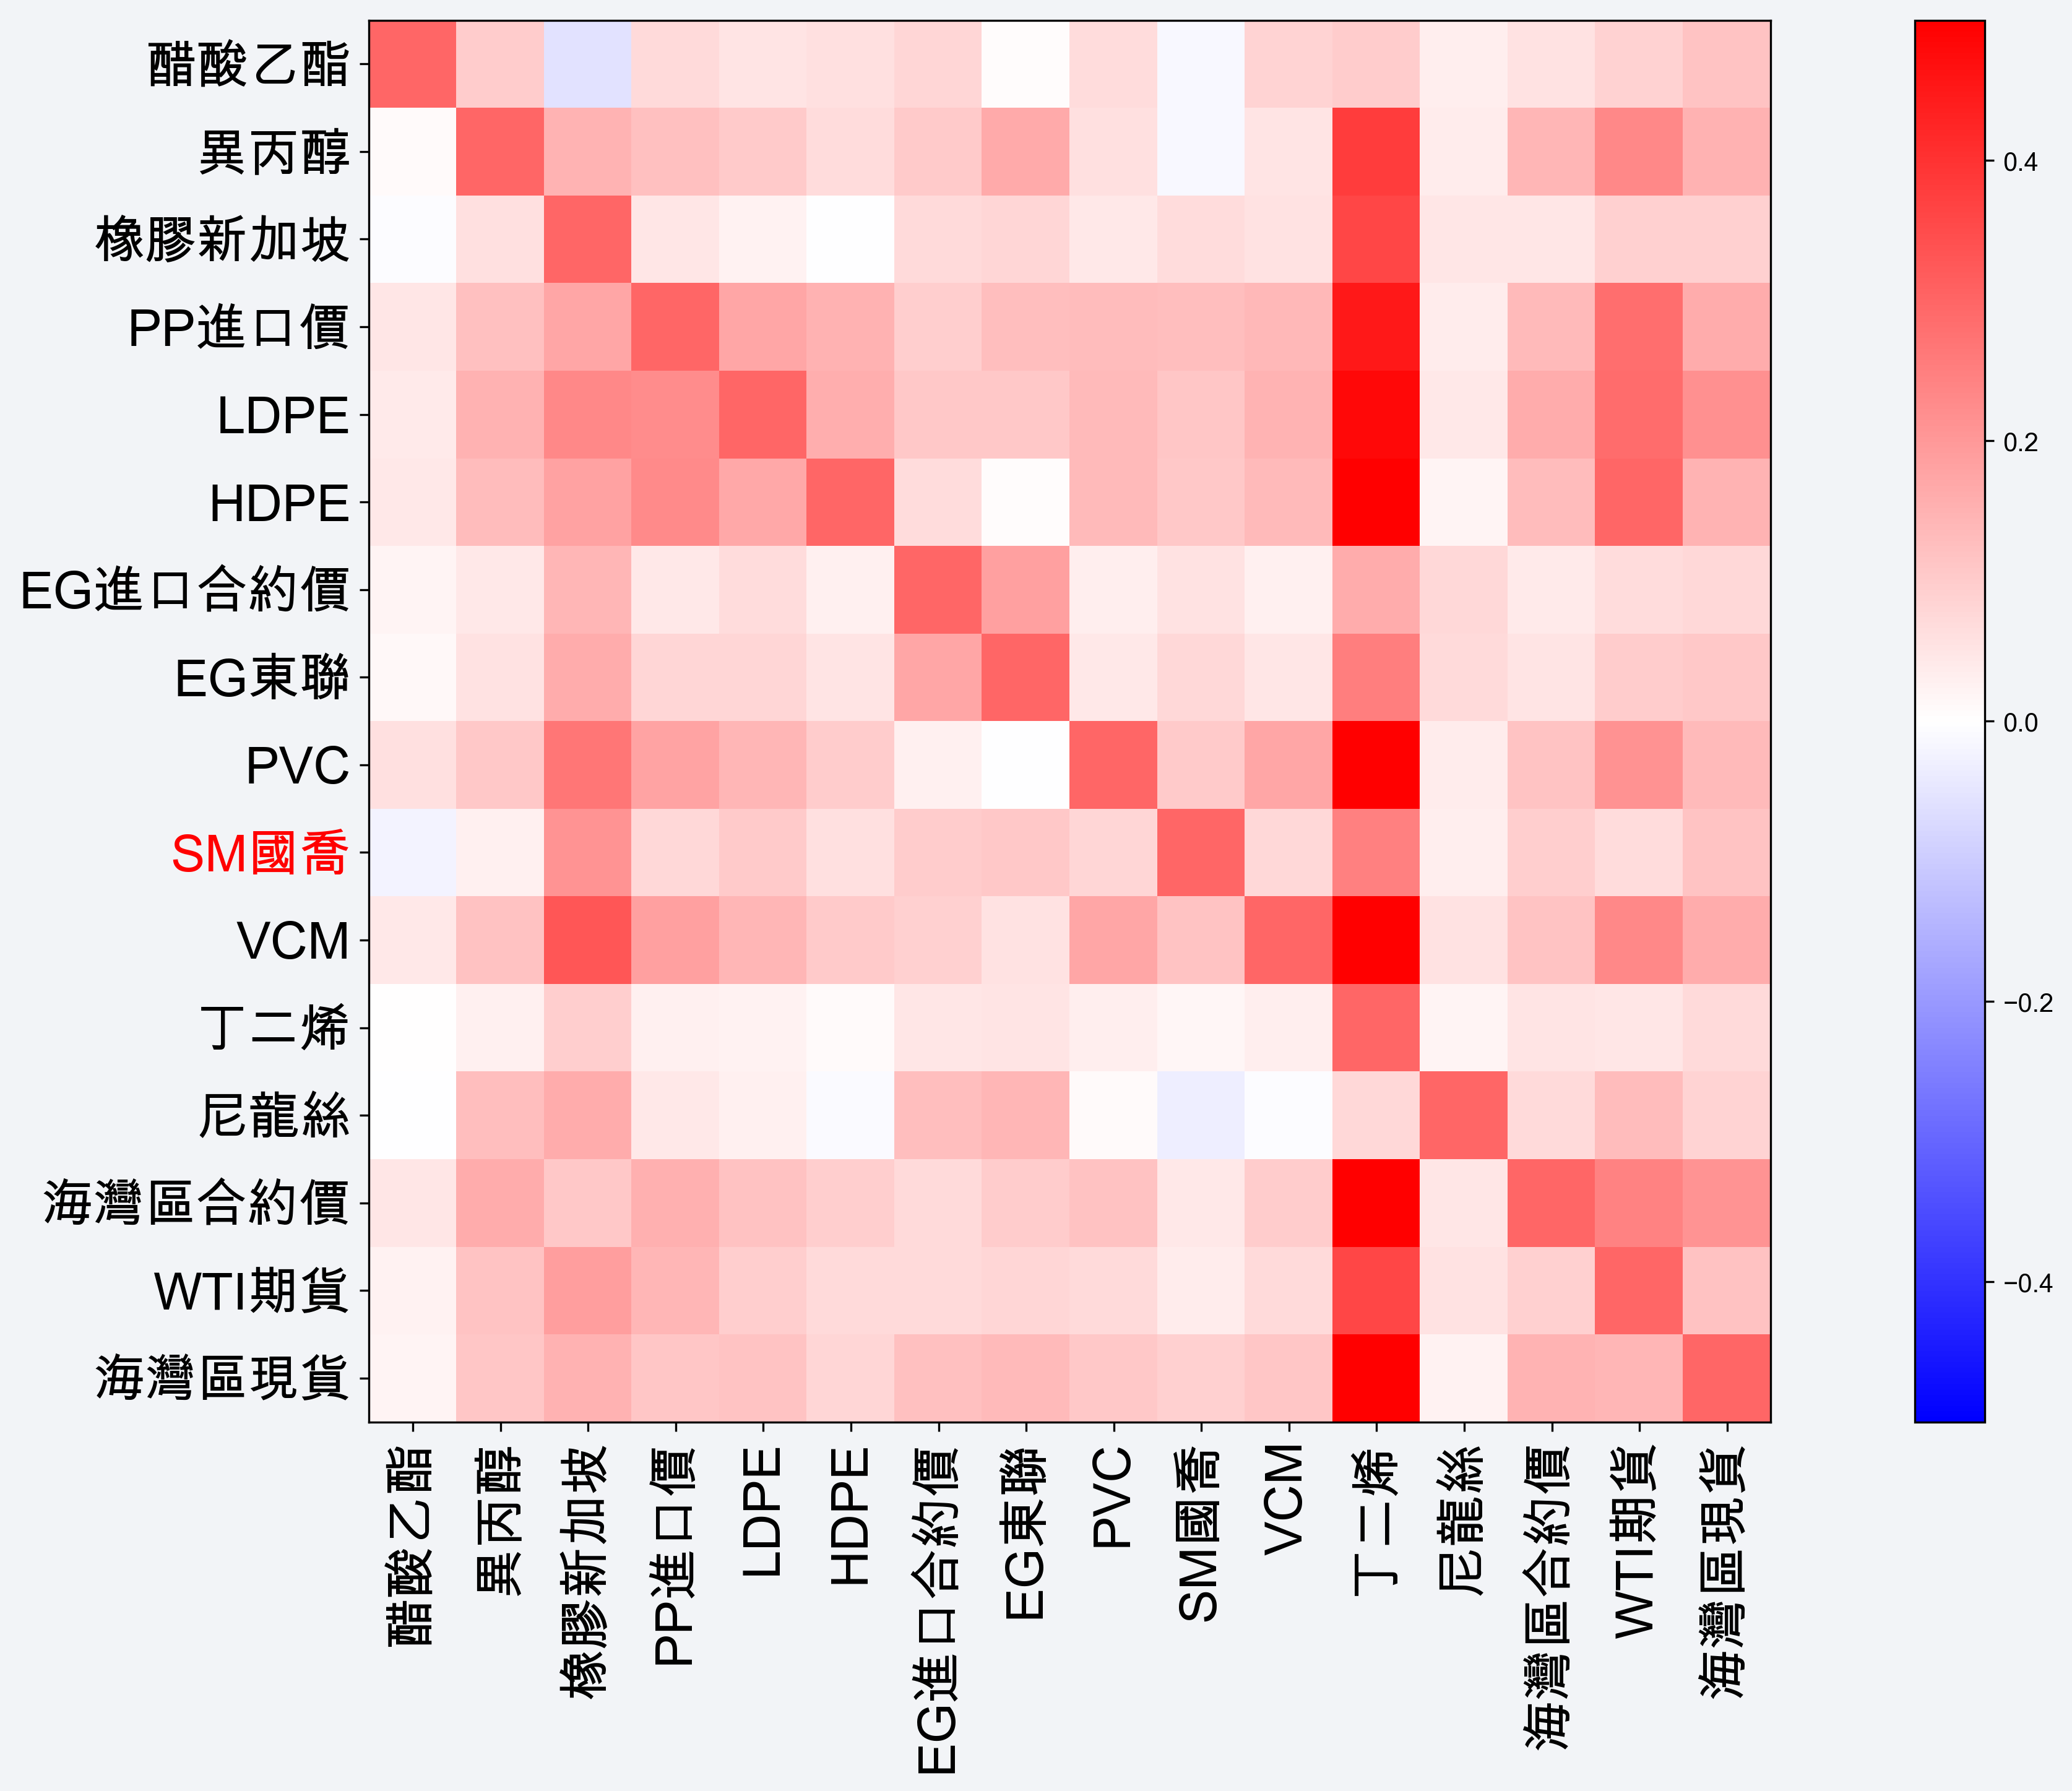 醋酸乙酯
異丙醇
橡膠新加坡
PP進口價
LDPE
HDPE
EG進口合約價
EG東聯
PVC
SM國喬
VCM
丁二烯
尼龍絲
海灣區合約價
WTI期貨
海灣區現貨
醋酸乙酯
異丙醇
橡膠新加坡
PP進口價
LDPE
HDPE
EG進口合約價
EG東聯
PVC
SM國喬
VCM
丁二烯
尼龍絲
海灣區合約價
WTI期貨
海灣區現貨
0.4
0.2
0.0
−0.2
−0.4